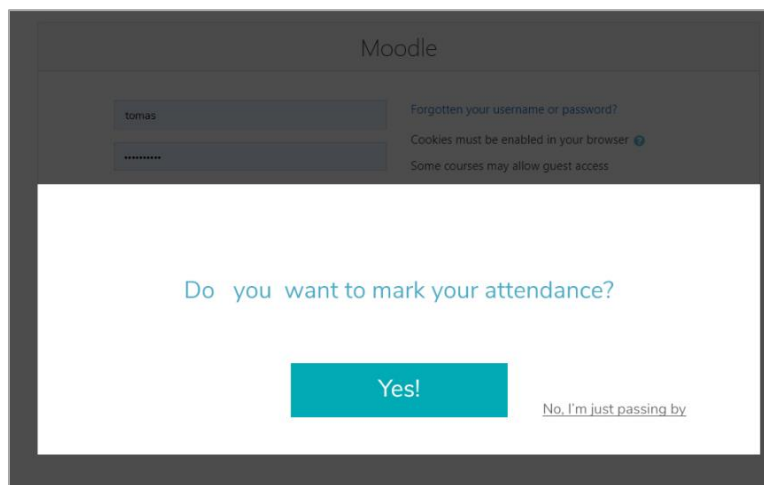 Moodle
tomas
Forgotten your username or password?
Cookies must be enabled in your browser
Some courses may allow guest access
Do you want to mark your attendance?
Yes!
No, I'm just passing by